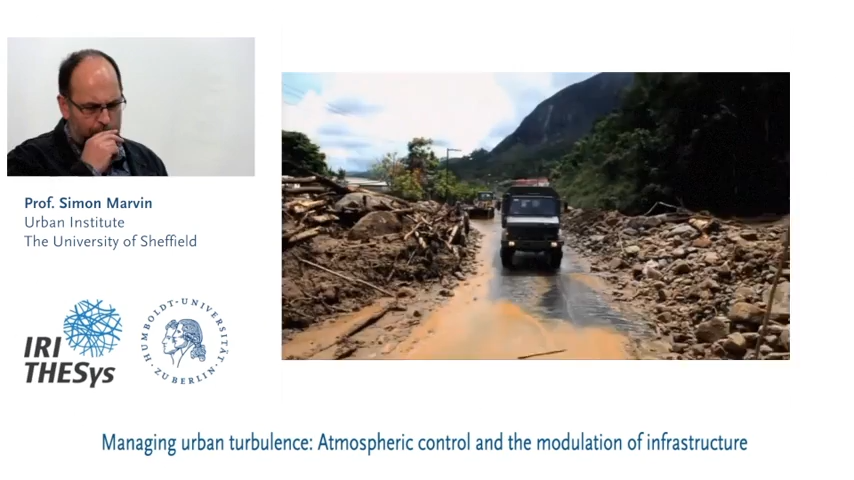 Prof. Simon Marvin
Urban Institute
The University of Sheffield
IRI
THESys
HUMBOLDT-UNIVERSITÄT
ZU BERLIN
Managing urban turbulence: Atmospheric control and the modulation of infrastructure